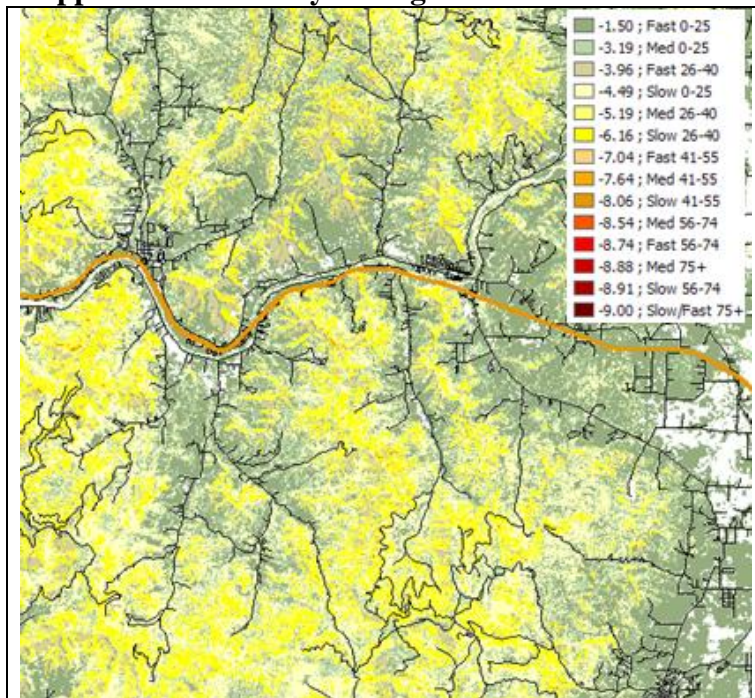 -1.50 ; Fast 0-25
-3.19 ; Med 0-25
-3.96 ; Fast 26-40
-4.49 ; Slow 0-25
-5.19 ; Med 26-40
-6.16 ; Slow 26-40
-7.04 ; Fast 41-55
-7.64 ; Med 41-55
-8.06 ; Slow 41-55
-8.54 ; Med 56-74
-8.74 ; Fast 56-74
-8.88 ; Med 75+
-8.91 ; Slow 56-74
-9.00 ; Slow/Fast 75+